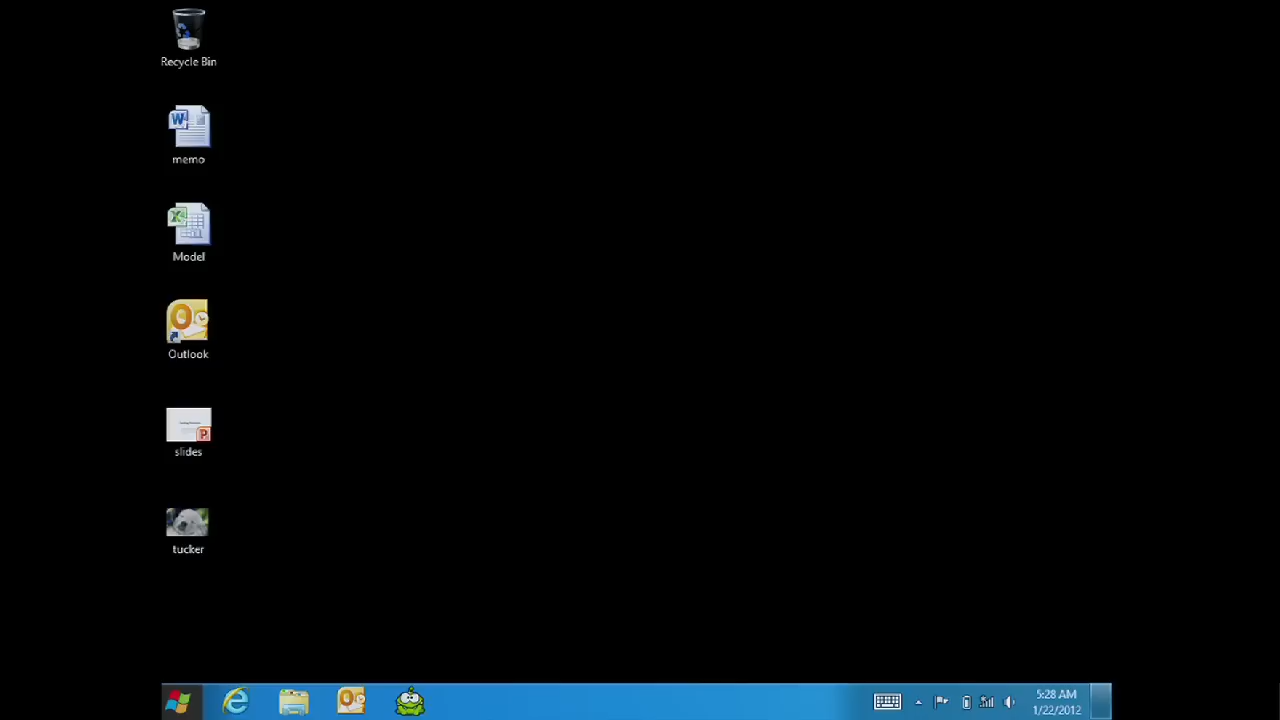 Recycle Bin
memo
Model
Outlook
slides
tucker
5:28 AM
1/22/2012